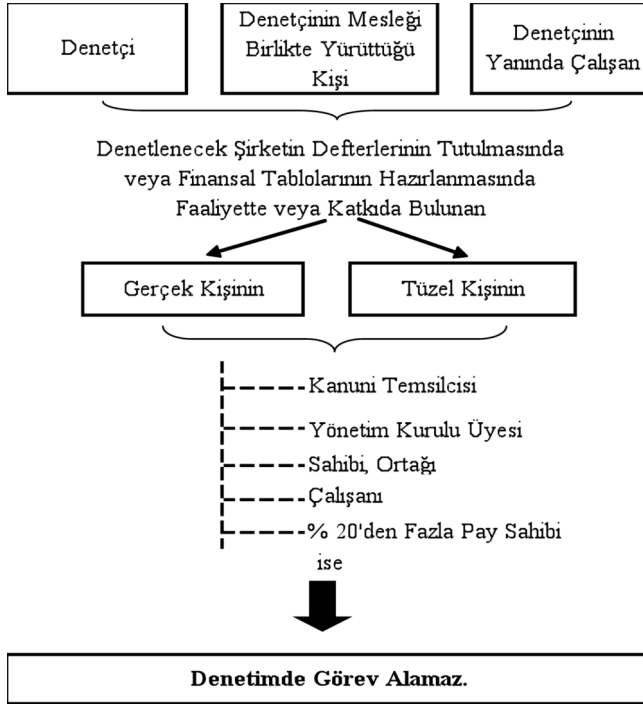 Denetçi
Denetçinin Mesleği
Birlikte Yürüttüğü
Kişi
Denetçinin
Yanında Çalışan
Denetlenecek Şirketin Defterlerinin Tutulmasında
veya Finansal Tablolarının Hazırlanmasında
Faaliyette veya Katkıda Bulunan
Gerçek Kişinin
Tüzel Kişinin
Kanuni Temsilcisi
Yönetim Kurulu Üyesi
Sahibi, Ortağı
Çalışanı
% 20'den Fazla Pay Sahibi
ise
Denetimde Görev Alamaz.